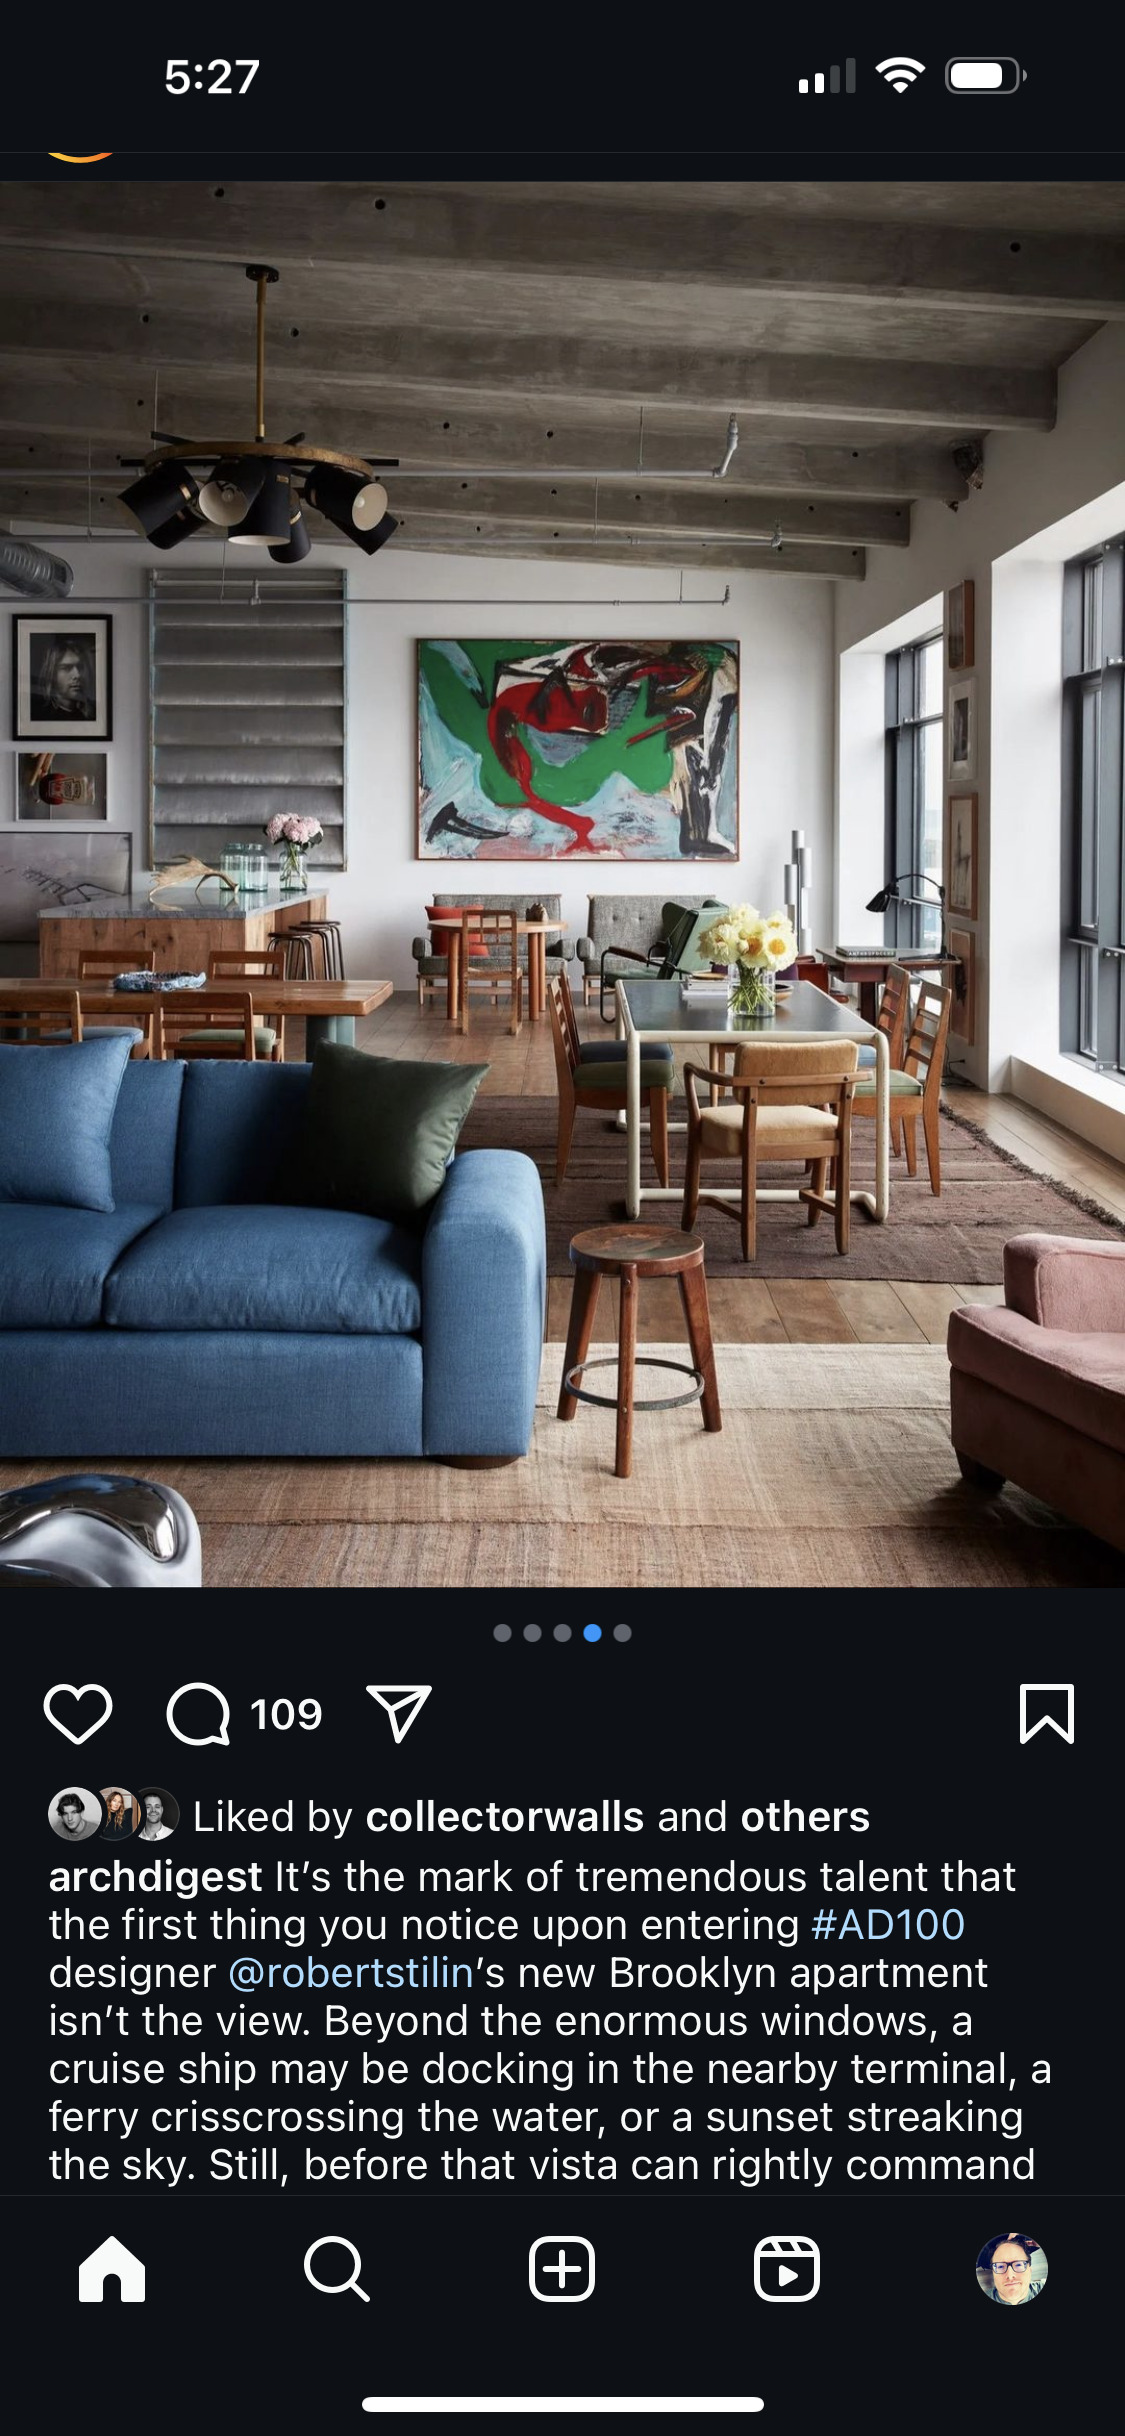 5:27
109
Liked by collectorwalls and others
archdigest It’s the mark of tremendous talent that
the first thing you notice upon entering #AD100
designer @robertstilin’s new Brooklyn apartment
isn’t the view. Beyond the enormous windows, a
cruise ship may be docking in the nearby terminal, a
ferry crisscrossing the water, or a sunset streaking
the sky. Still, before that vista can rightly command